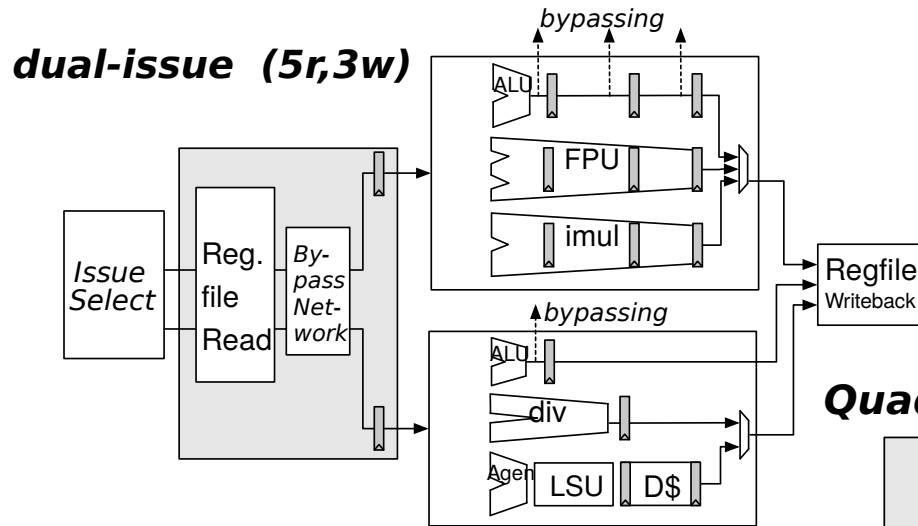 bypassing
dual-issue (5r,3w)
ALU
FPU
imul
Issue
Select
Reg.
file
Read
By-
pass
Net-
work
Regfile
Writeback
bypassing
ALU
div
Agen
LSU
D$
Quad